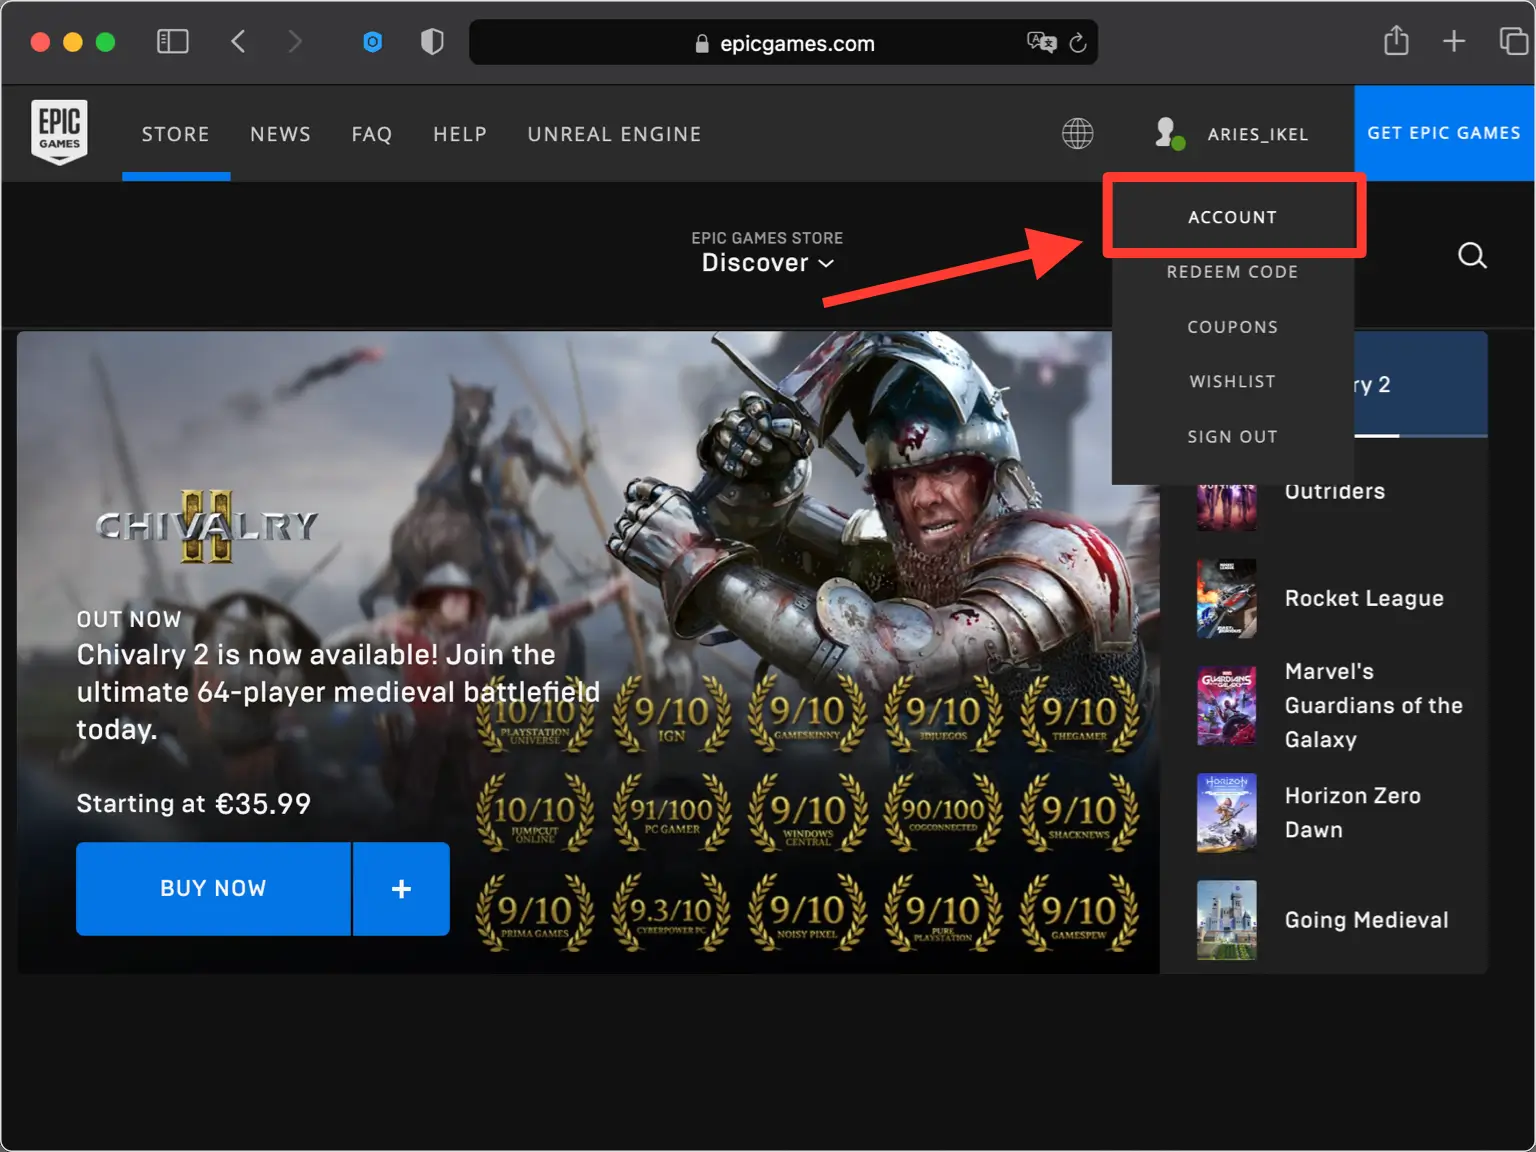 epicgames.com
EPIC
GAMES
STORE
NEWS
FAQ
HELP
UNREAL ENGINE
ARIES_IKEL
GET EPIC GAMES
ACCOUNT
REDEEM CODE
COUPONS
WISHLIST
SIGN OUT
EPIC GAMES STORE
Discover
CHIVALRY
II
OUT NOW
Chivalry 2 is now available! Join the
ultimate 64-player medieval battlefield
today.
Starting at €35.99
BUY NOW
+
10/10
PLAYSTATION
UNIVERSE
9/10
IGN
9/10
GAMESKINNY
9/10
3DJUEGOS
9/10
THEGAMER
10/10
JUMPCUT
ONLINE
91/100
PC GAMER
9/10
WINDOWS
CENTRAL
90/100
COGCONNECTED
9/10
SHACKNEWS
9/10
PRIMA GAMES
9.3/10
CYBERPOWER PC
9/10
NOISY PIXEL
9/10
PURE
PLAYSTATION
9/10
GAMESPEW
ry 2
Outriders
Rocket League
GUARDIANS
Marvel's
Guardians of the
Galaxy
HORIZON
Horizon Zero
Dawn
Going Medieval